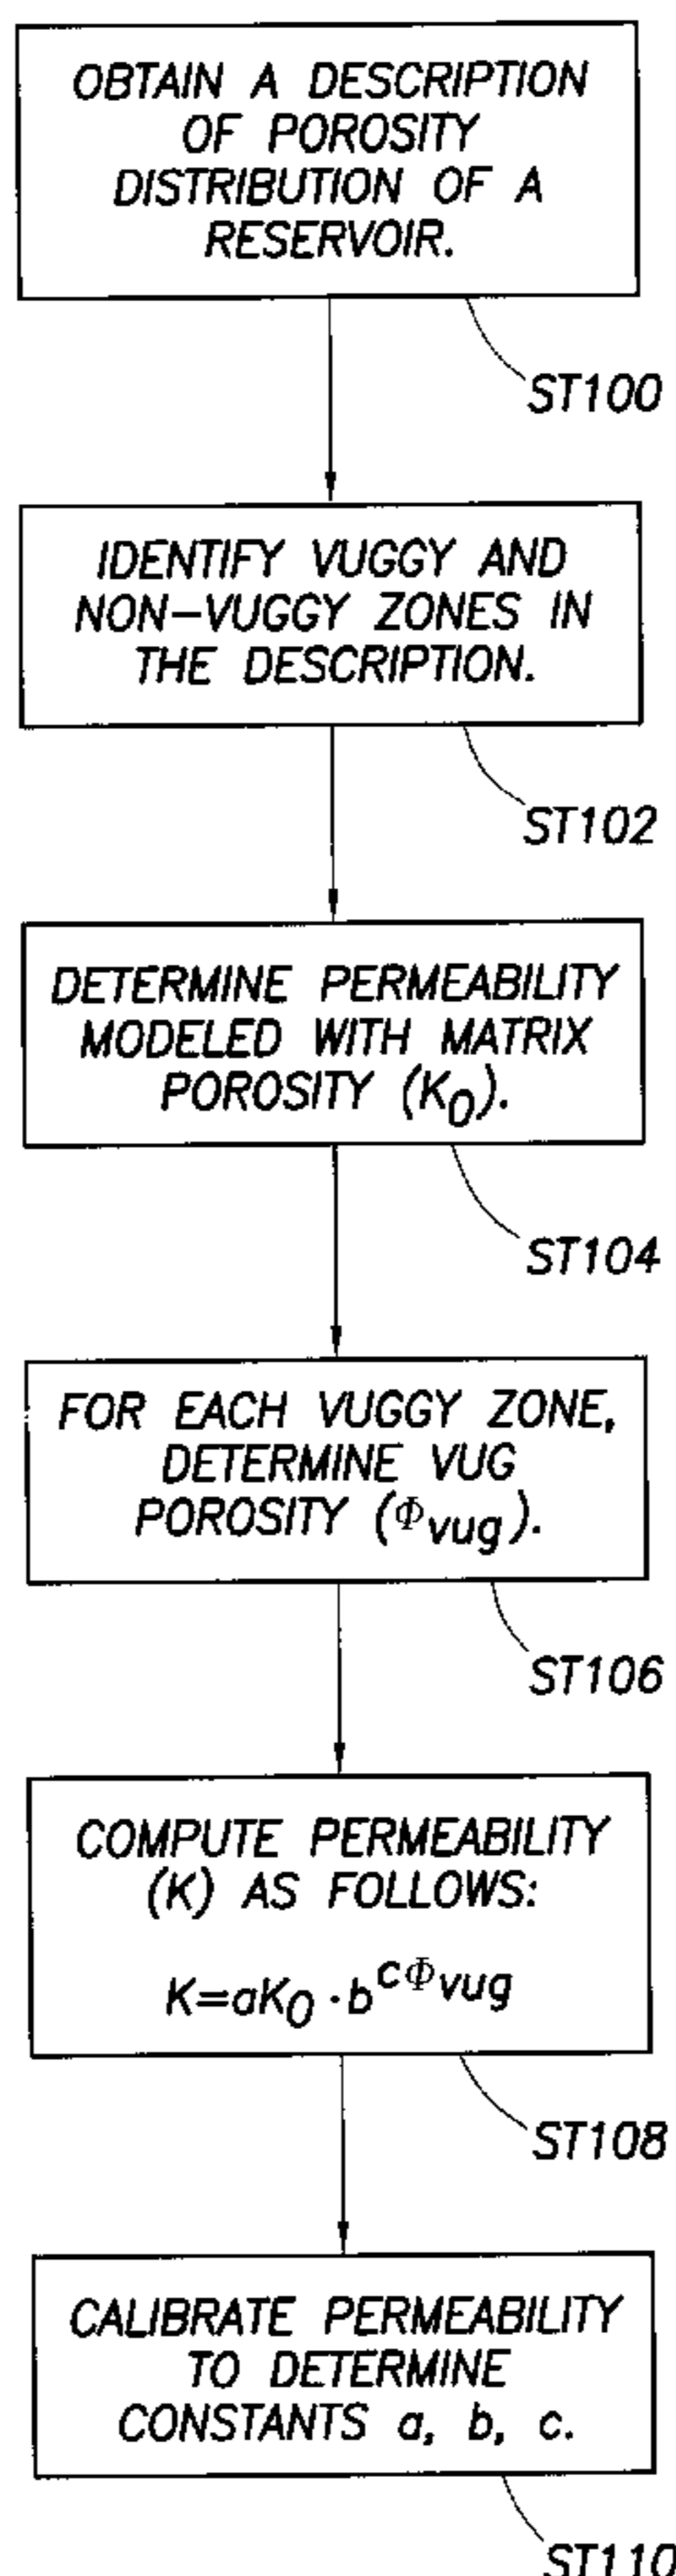 OBTAIN A DESCRIPTION
OF POROSITY
DISTRIBUTION OF A
RESERVOIR.
ST100
IDENTIFY VUGGY AND
NON-VUGGY ZONES IN
THE DESCRIPTION.
ST102
DETERMINE PERMEABILITY
MODELED WITH MATRIX
POROSITY (K₀).
ST104
FOR EACH VUGGY ZONE,
DETERMINE VUG
POROSITY (Φvug).
ST106
COMPUTE PERMEABILITY
(K) AS FOLLOWS:
K=aK₀·b^cΦvug
ST108
CALIBRATE PERMEABILITY
TO DETERMINE
CONSTANTS a, b, c.
ST110